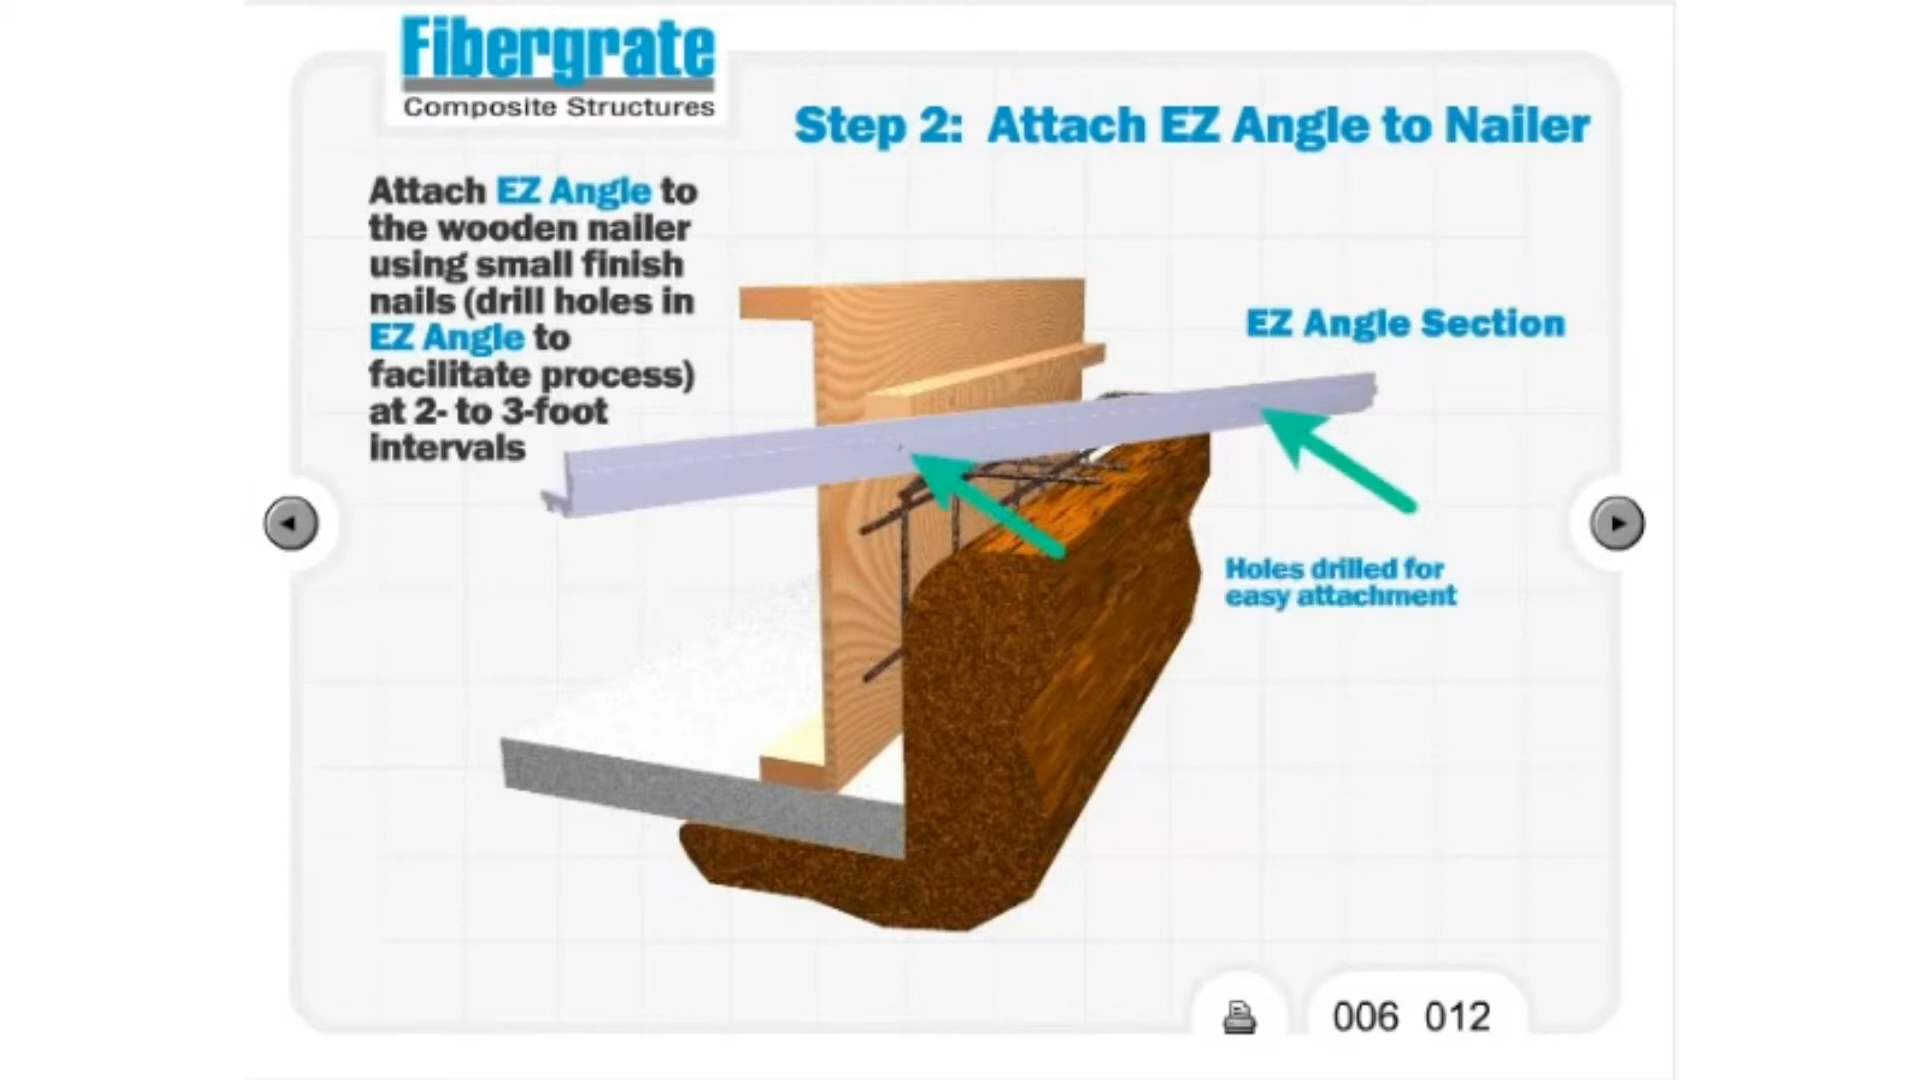 Fibergrate
Composite Structures
Step 2: Attach EZ Angle to Nailer
Attach EZ Angle to
the wooden nailer
using small finish
nails (drill holes in
EZ Angle to
facilitate process)
at 2- to 3-foot
intervals
EZ Angle Section
Holes drilled for
easy attachment
006 012